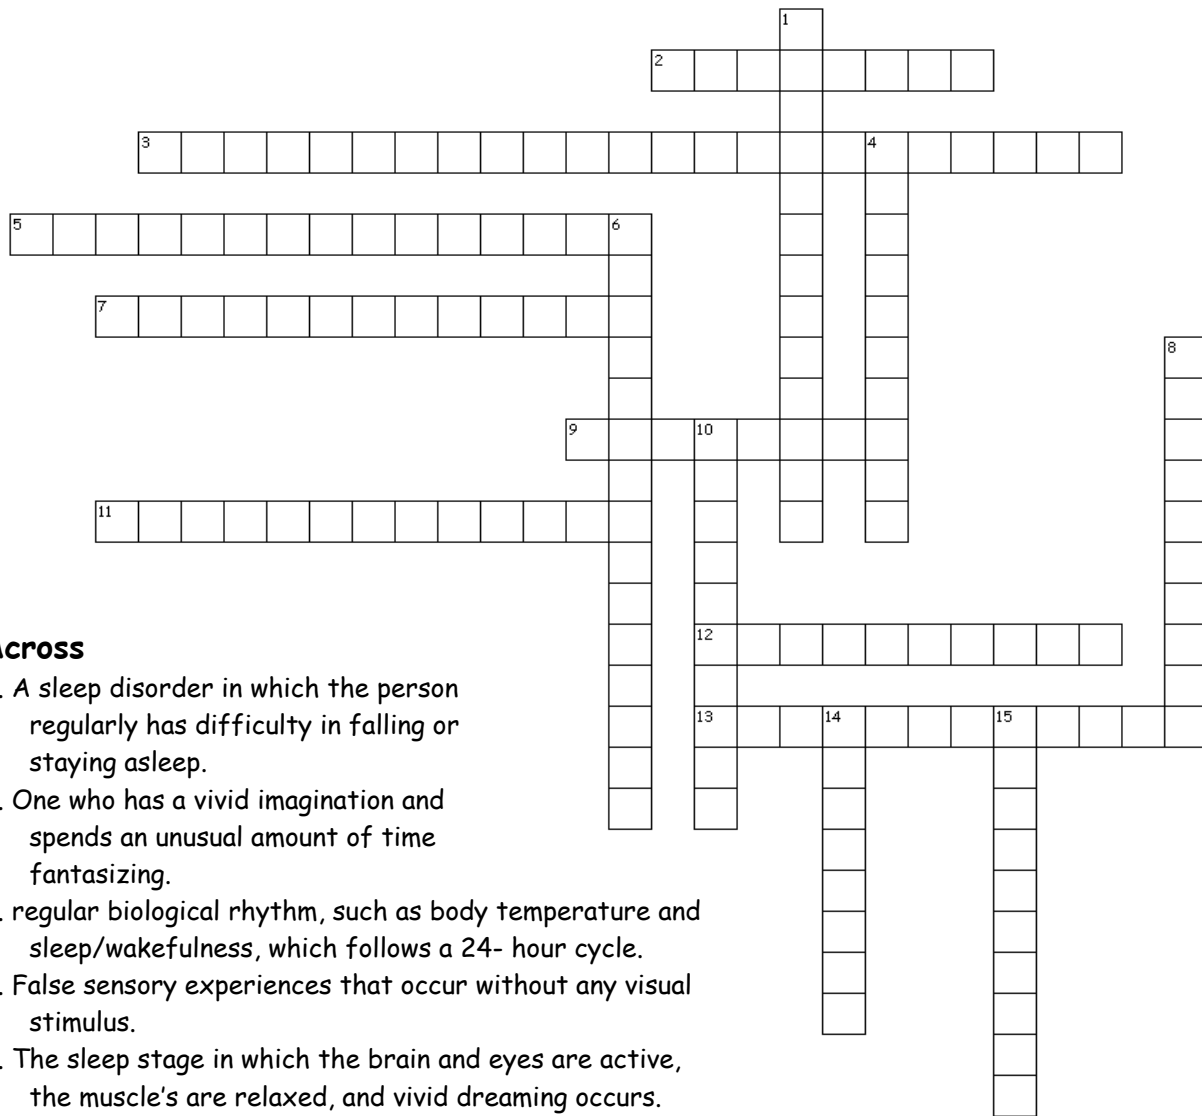 1
2
3
4
5
6
7
8
9
10
11
12
13
14
15
Across
. A sleep disorder in which the person
regularly has difficulty in falling or
staying asleep.
. One who has a vivid imagination and
spends an unusual amount of time
fantasizing.
. regular biological rhythm, such as body temperature and
sleep/wakefulness, which follows a 24- hour cycle.
. False sensory experiences that occur without any visual
stimulus.
. The sleep stage in which the brain and eyes are active,
the muscle's are relaxed, and vivid dreaming occurs.